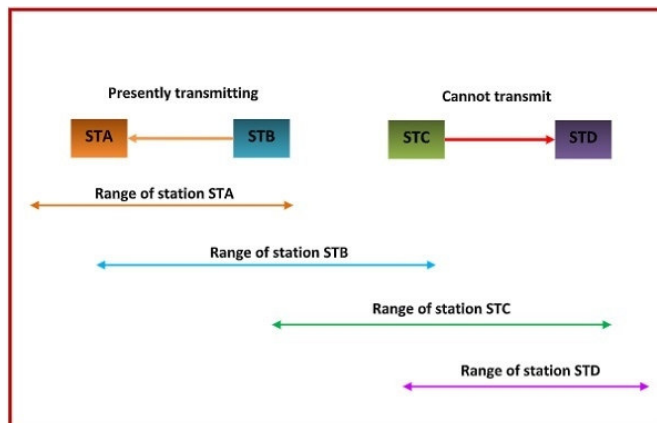 Presently transmitting
Cannot transmit
STA
STB
STC
STD
Range of station STA
Range of station STB
Range of station STC
Range of station STD